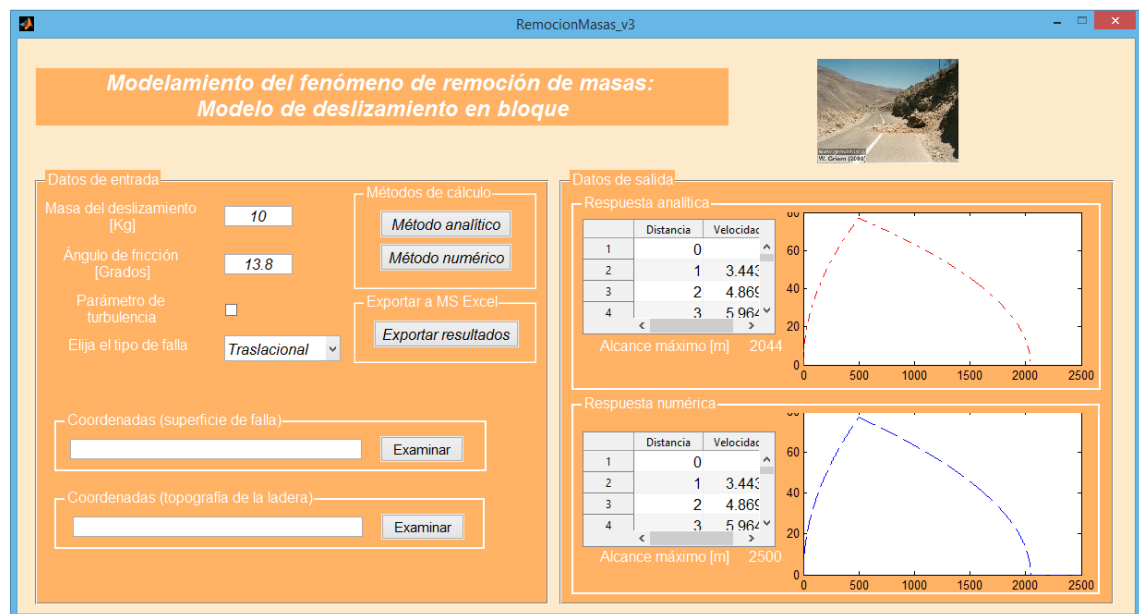 RemocionMasas_v3
Modelamiento del fenómeno de remoción de masas:
Modelo de deslizamiento en bloque
W. Griem (2005)
Datos de entrada
Masa del deslizamiento
[Kg]
10
Ángulo de fricción
[Grados]
13.8
Parámetro de
turbulencia
Elija el tipo de falla
Traslacional
Métodos de cálculo
Método analítico
Método numérico
Exportar a MS Excel
Exportar resultados
Coordenadas (superficie de falla)
Examinar
Coordenadas (topografía de la ladera)
Examinar
Datos de salida
Respuesta analítica
Distancia Velocidad
1 0
2 1 3.443
3 2 4.869
4 3 5.964
Alcance máximo [m] 2044
80
60
40
20
0
0 500 1000 1500 2000 2500
Respuesta numérica
Distancia Velocidad
1 0
2 1 3.443
3 2 4.869
4 3 5.964
Alcance máximo [m] 2500
80
60
40
20
0
0 500 1000 1500 2000 2500